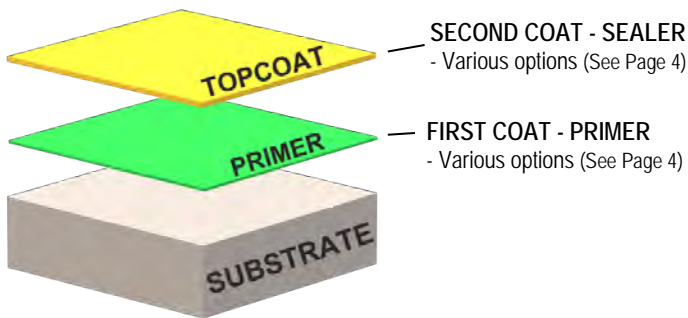 SECOND COAT - SEALER
- Various options (See Page 4)
TOPCOAT
FIRST COAT - PRIMER
- Various options (See Page 4)
PRIMER
SUBSTRATE